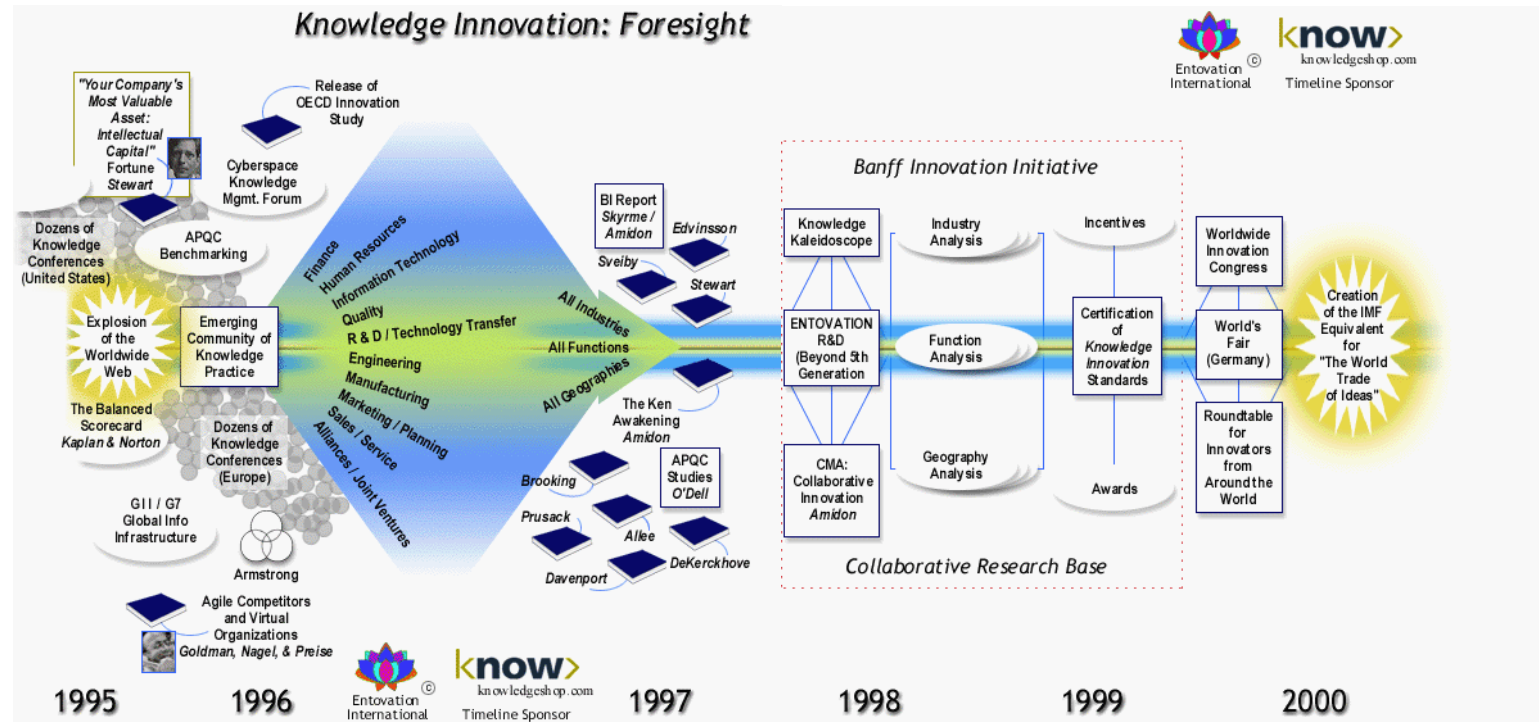 Knowledge Innovation: Foresight
Entovation
International
©
know>
knowledgeshop.com
Timeline Sponsor
"Your Company's
Most Valuable
Asset:
Intellectual
Capital"
Fortune
Stewart
Release of
OECD Innovation
Study
Cyberspace
Knowledge
Mgmt. Forum
Dozens of
Knowledge
Conferences
(United States)
APQC
Benchmarking
Explosion
of the
Worldwide
Web
Emerging
Community of
Knowledge
Practice
The Balanced
Scorecard
Kaplan & Norton
Dozens of
Knowledge
Conferences
(Europe)
GII / G7
Global Info
Infrastructure
Armstrong
Agile Competitors
and Virtual
Organizations
Goldman, Nagel, & Preise
Finance
Human Resources
Information Technology
Quality
R & D / Technology Transfer
Engineering
Manufacturing
Marketing / Planning
Sales / Service
Alliances / Joint Ventures
All Industries
All Functions
All Geographies
BI Report
Skyrme /
Amidon
Edvinsson
Sveiby
Stewart
The Ken
Awakening
Amidon
Brooking
APQC
Studies
O'Dell
Prusack
Allee
DeKerckhove
Davenport
Banff Innovation Initiative
Knowledge
Kaleidoscope
Industry
Analysis
Incentives
ENTOVATION
R&D
(Beyond 5th
Generation
Function
Analysis
Certification
of
Knowledge
Innovation
Standards
CMA:
Collaborative
Innovation
Amidon
Geography
Analysis
Awards
Collaborative Research Base
Worldwide
Innovation
Congress
World's
Fair
(Germany)
Roundtable
for
Innovators
from
Around the
World
Creation
of the IMF
Equivalent
for
"The World
Trade
of Ideas"
Entovation
International
©
know>
knowledgeshop.com
Timeline Sponsor
1995
1996
1997
1998
1999
2000